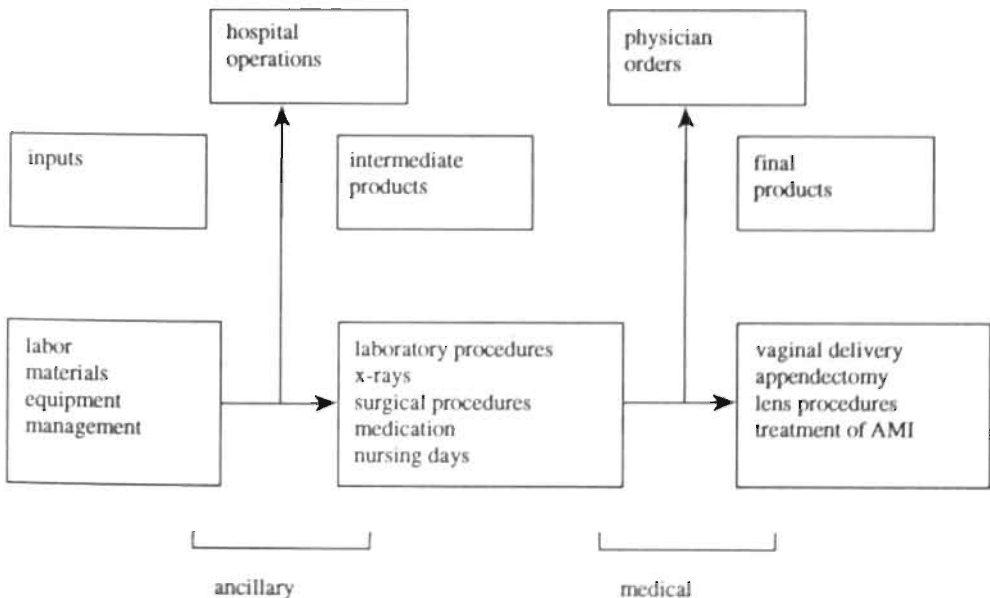 hospital
operations
physician
orders
inputs
intermediate
products
final
products
labor
materials
equipment
management
laboratory procedures
x-rays
surgical procedures
medication
nursing days
vaginal delivery
appendectomy
lens procedures
treatment of AMI
ancillary
medical